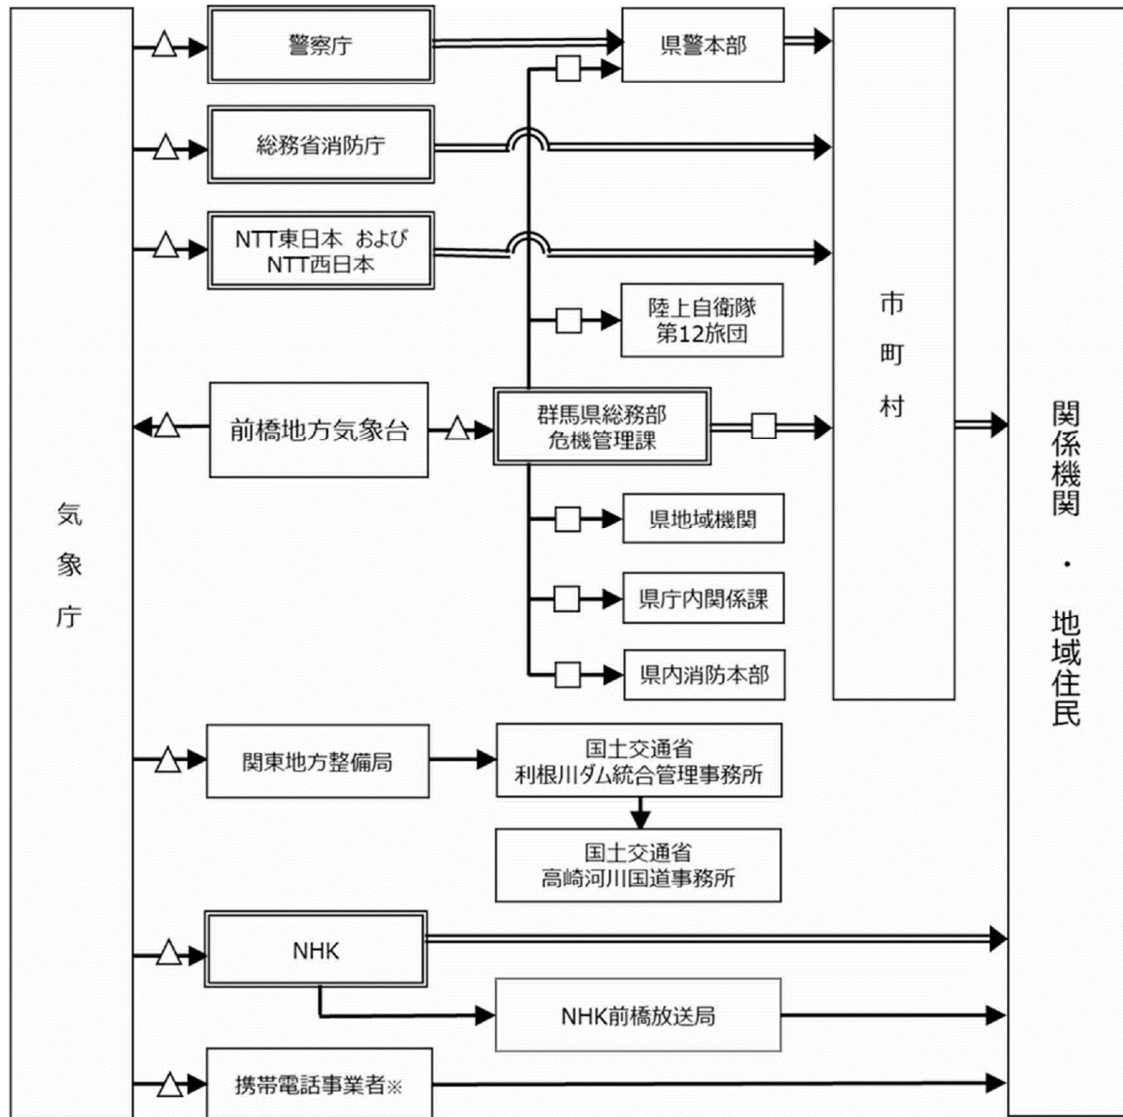 気象庁
警察庁
県警本部
総務省消防庁
NTT東日本 および
NTT西日本
陸上自衛隊
第12旅団
前橋地方気象台
群馬県総務部
危機管理課
県地域機関
県庁内関係課
県内消防本部
市町村
関東地方整備局
国土交通省
利根川ダム統合管理事務所
国土交通省
高崎河川国道事務所
NHK
NHK前橋放送局
携帯電話事業者※
関係機関・地域住民